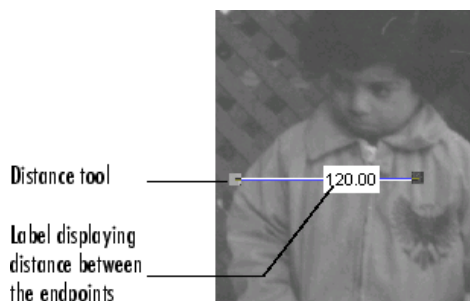 120.00
Distance tool
Label displaying
distance between
the endpoints